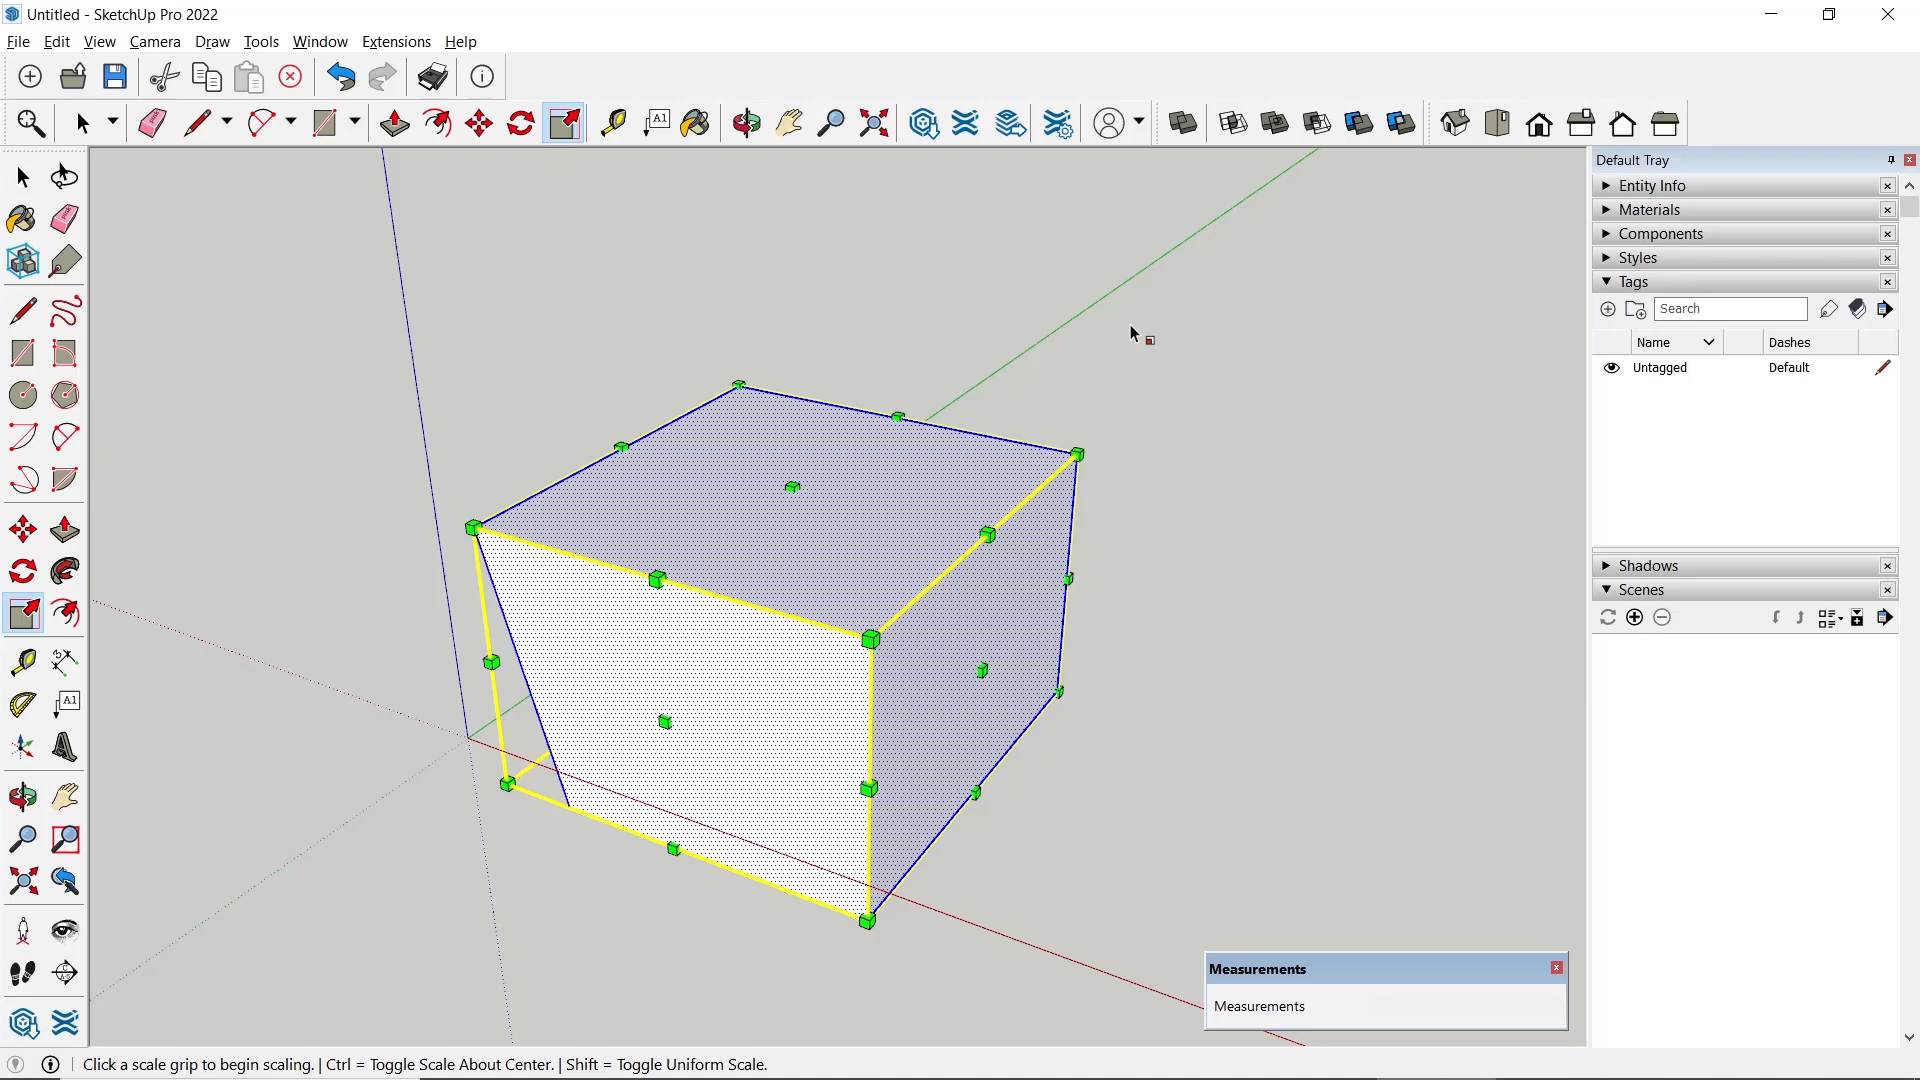 Untitled - SketchUp Pro 2022
File Edit View Camera Draw Tools Window Extensions Help
A1
Default Tray
Entity Info
Materials
Components
Styles
Tags
Search
Name Dashes
Untagged Default
A1
Shadows
Scenes
Measurements
Measurements
Click a scale grip to begin scaling. | Ctrl = Toggle Scale About Center. | Shift = Toggle Uniform Scale.